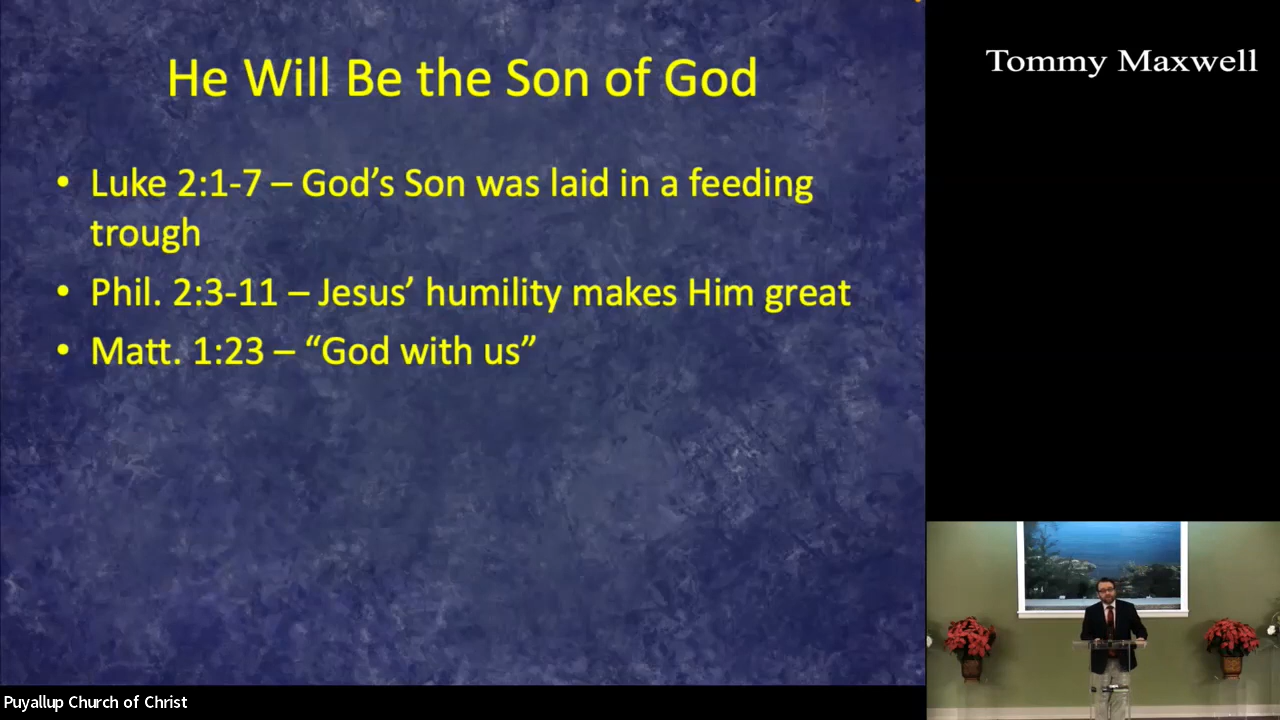 He Will Be the Son of God
• Luke 2:1-7 – God’s Son was laid in a feeding
trough
• Phil. 2:3-11 – Jesus’ humility makes Him great
• Matt. 1:23 – “God with us”
Tommy Maxwell
Puyallup Church of Christ